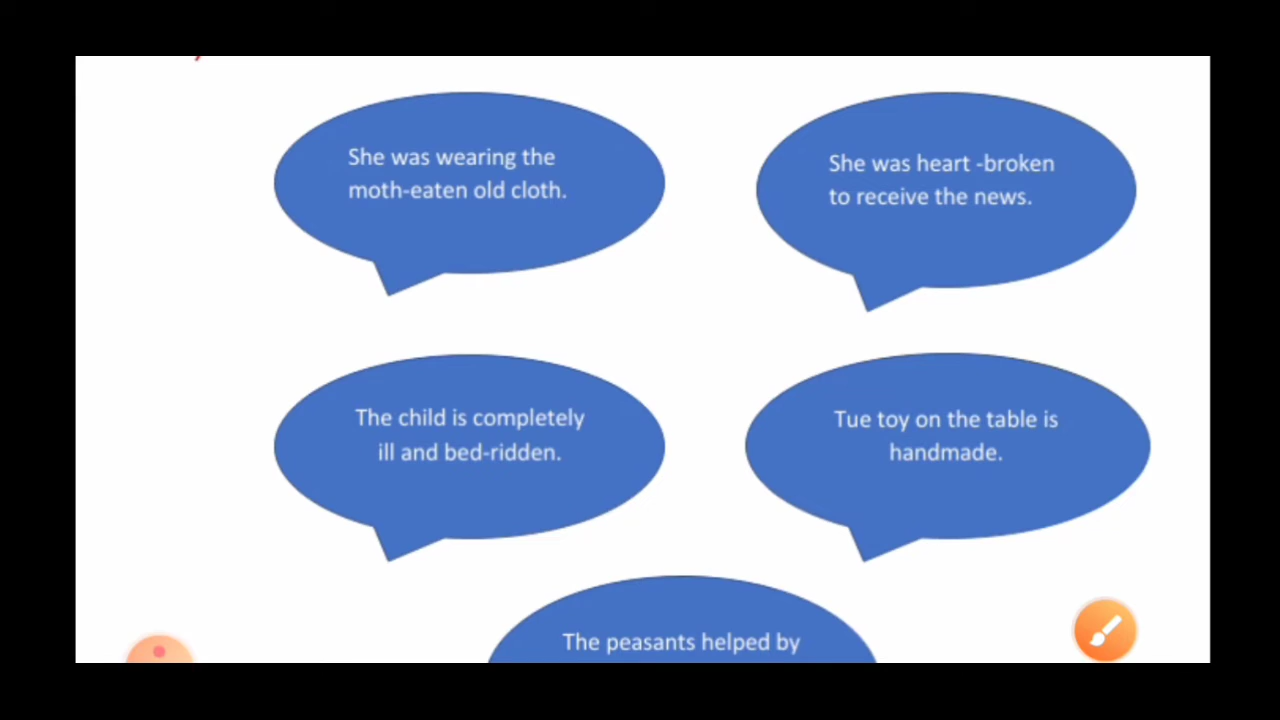 She was wearing the
moth-eaten old cloth.
She was heart -broken
to receive the news.
The child is completely
ill and bed-ridden.
Tue toy on the table is
handmade.
The peasants helped by